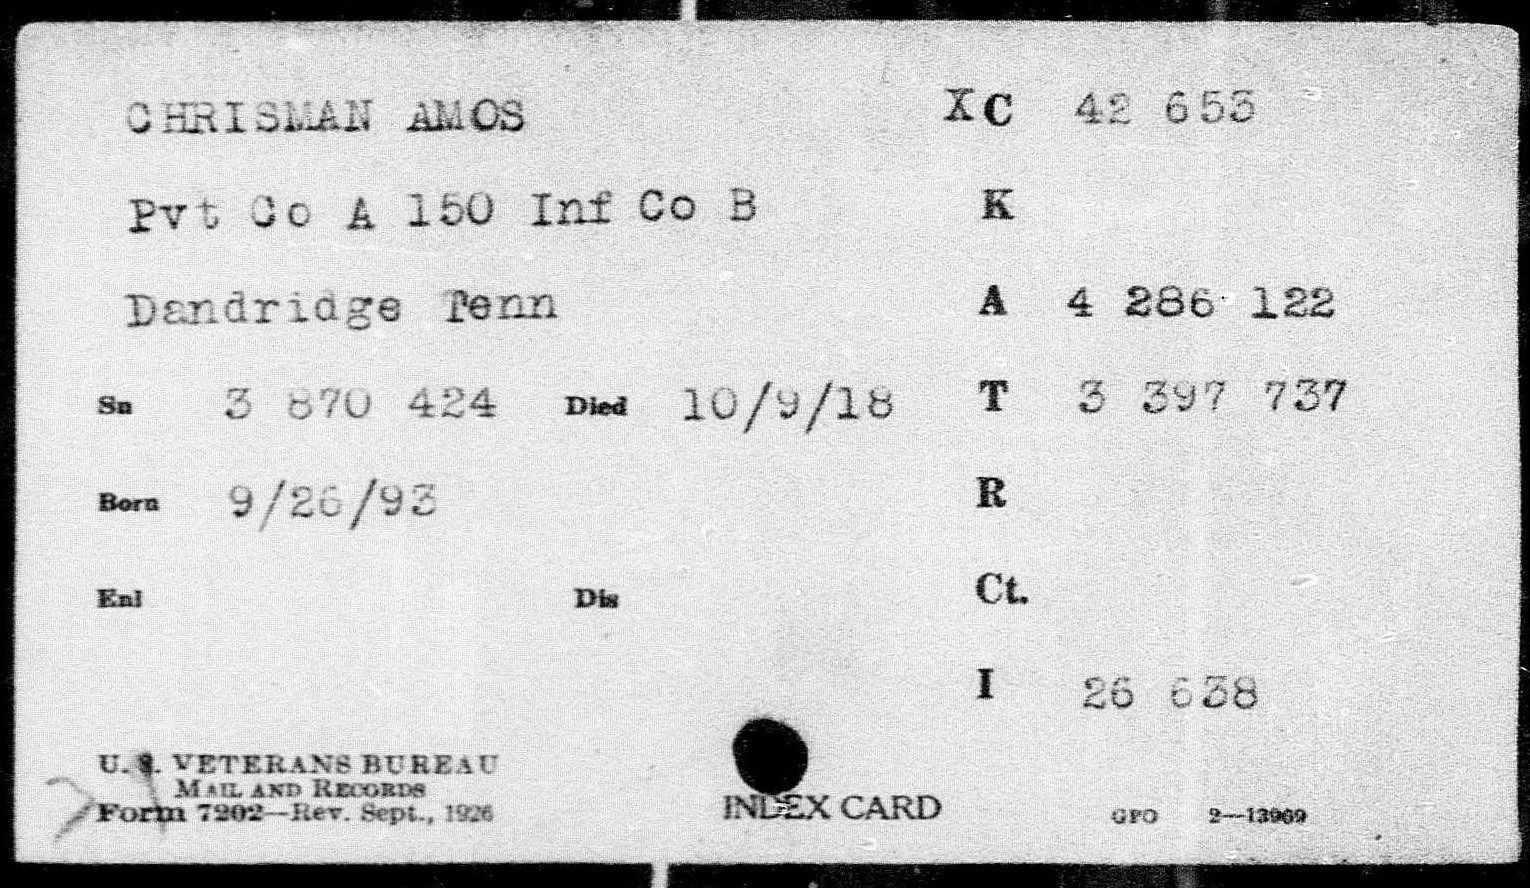 CHRISMAN AMOS XC 42 653
Pvt Co A 150 Inf Co B K
Dandridge Tenn A 4 286 122
Sn 3 870 424 Died 10/9/18 T 3 397 737
Born 9/26/93 R
Enl Dis Ct.
I 26 638
U. S. VETERANS BUREAU
MAIL AND RECORDS
Form 7202—Rev. Sept., 1926 INDEX CARD GPO 2—13969